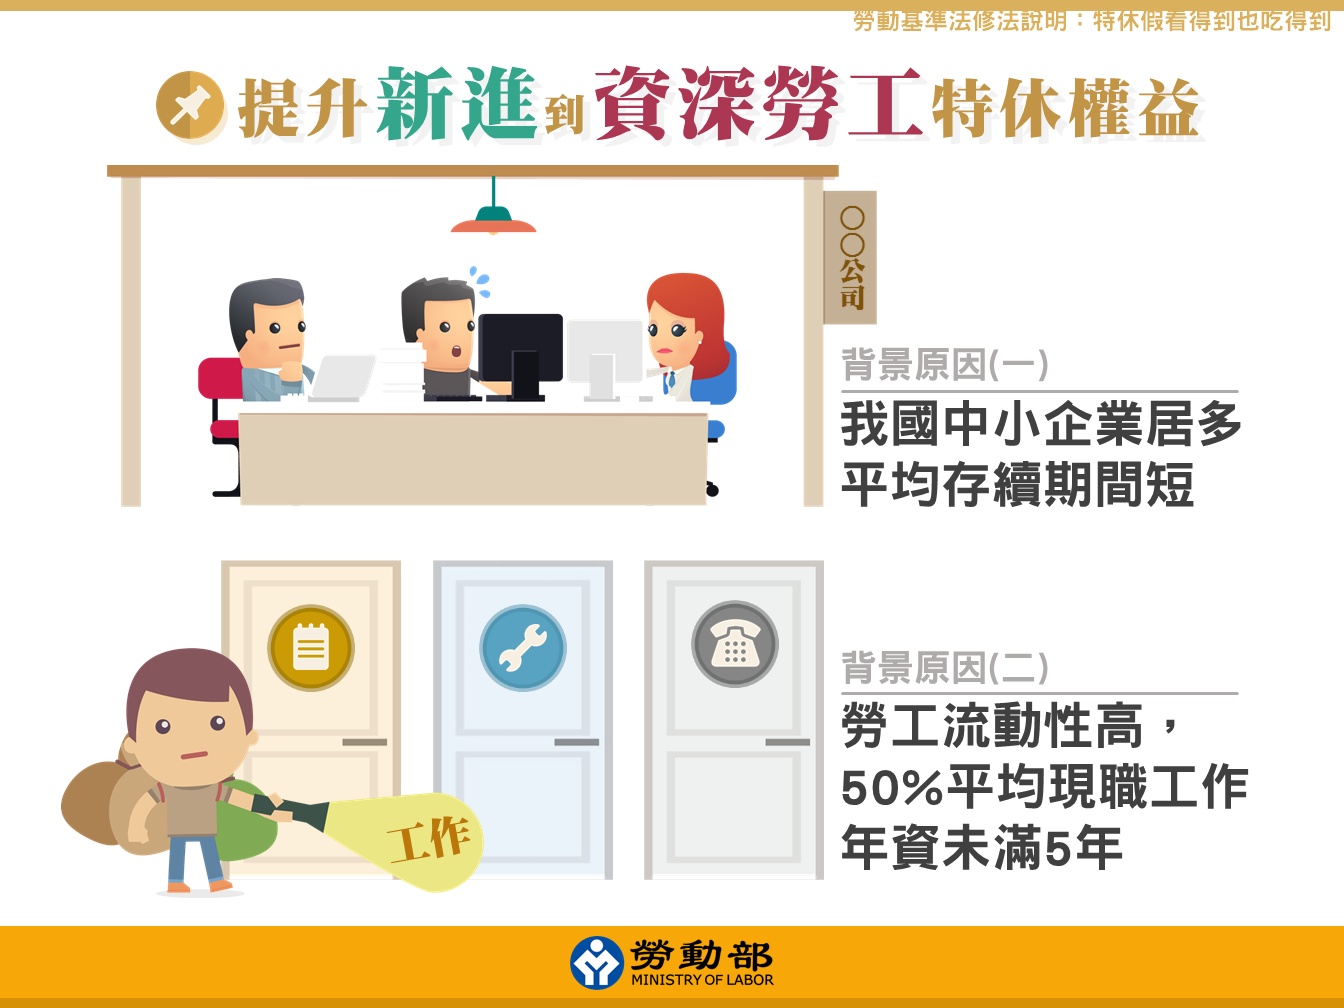 勞動基準法修法說明：特休假看得到也吃得到
提升新進到資深勞工特休權益
〇〇公司
背景原因(一)
我國中小企業居多
平均存續期間短
背景原因(二)
勞工流動性高，
50%平均現職工作
年資未滿5年
工作
勞動部
MINISTRY OF LABOR